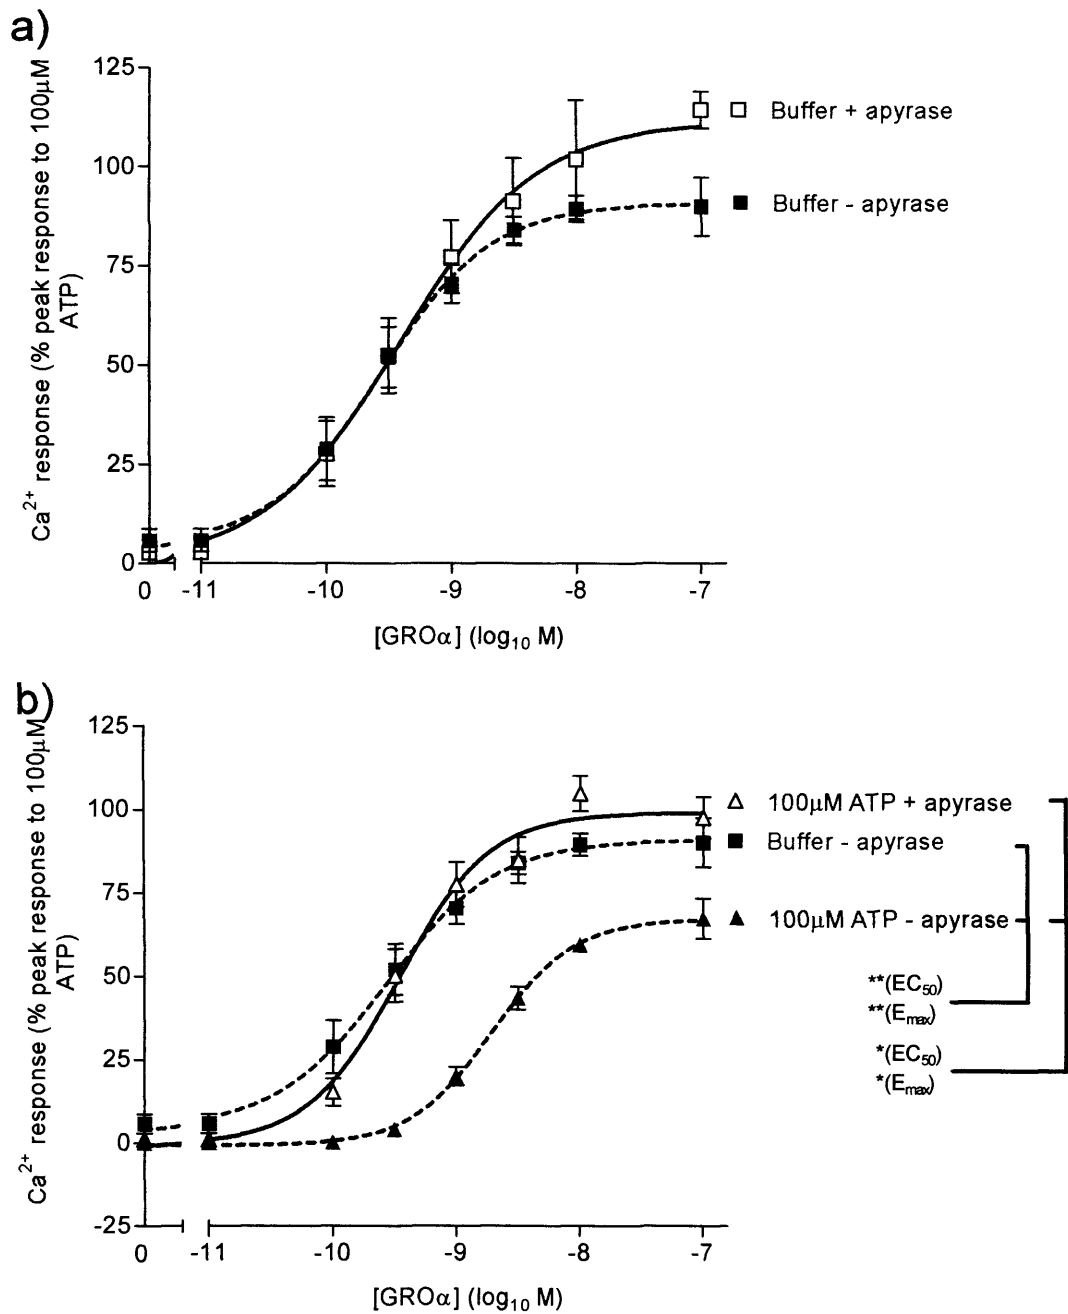 a)
Ca2+ response (% peak response to 100µM
ATP)
125
100
75
50
25
0
0 -11 -10 -9 -8 -7
[GROα] (log10 M)
Buffer + apyrase
Buffer - apyrase
b)
Ca2+ response (% peak response to 100µM
ATP)
125
100
75
50
25
0
-25
0 -11 -10 -9 -8 -7
[GROα] (log10 M)
100µM ATP + apyrase
Buffer - apyrase
100µM ATP - apyrase
**(EC50)
**(Emax)
*(EC50)
*(Emax)